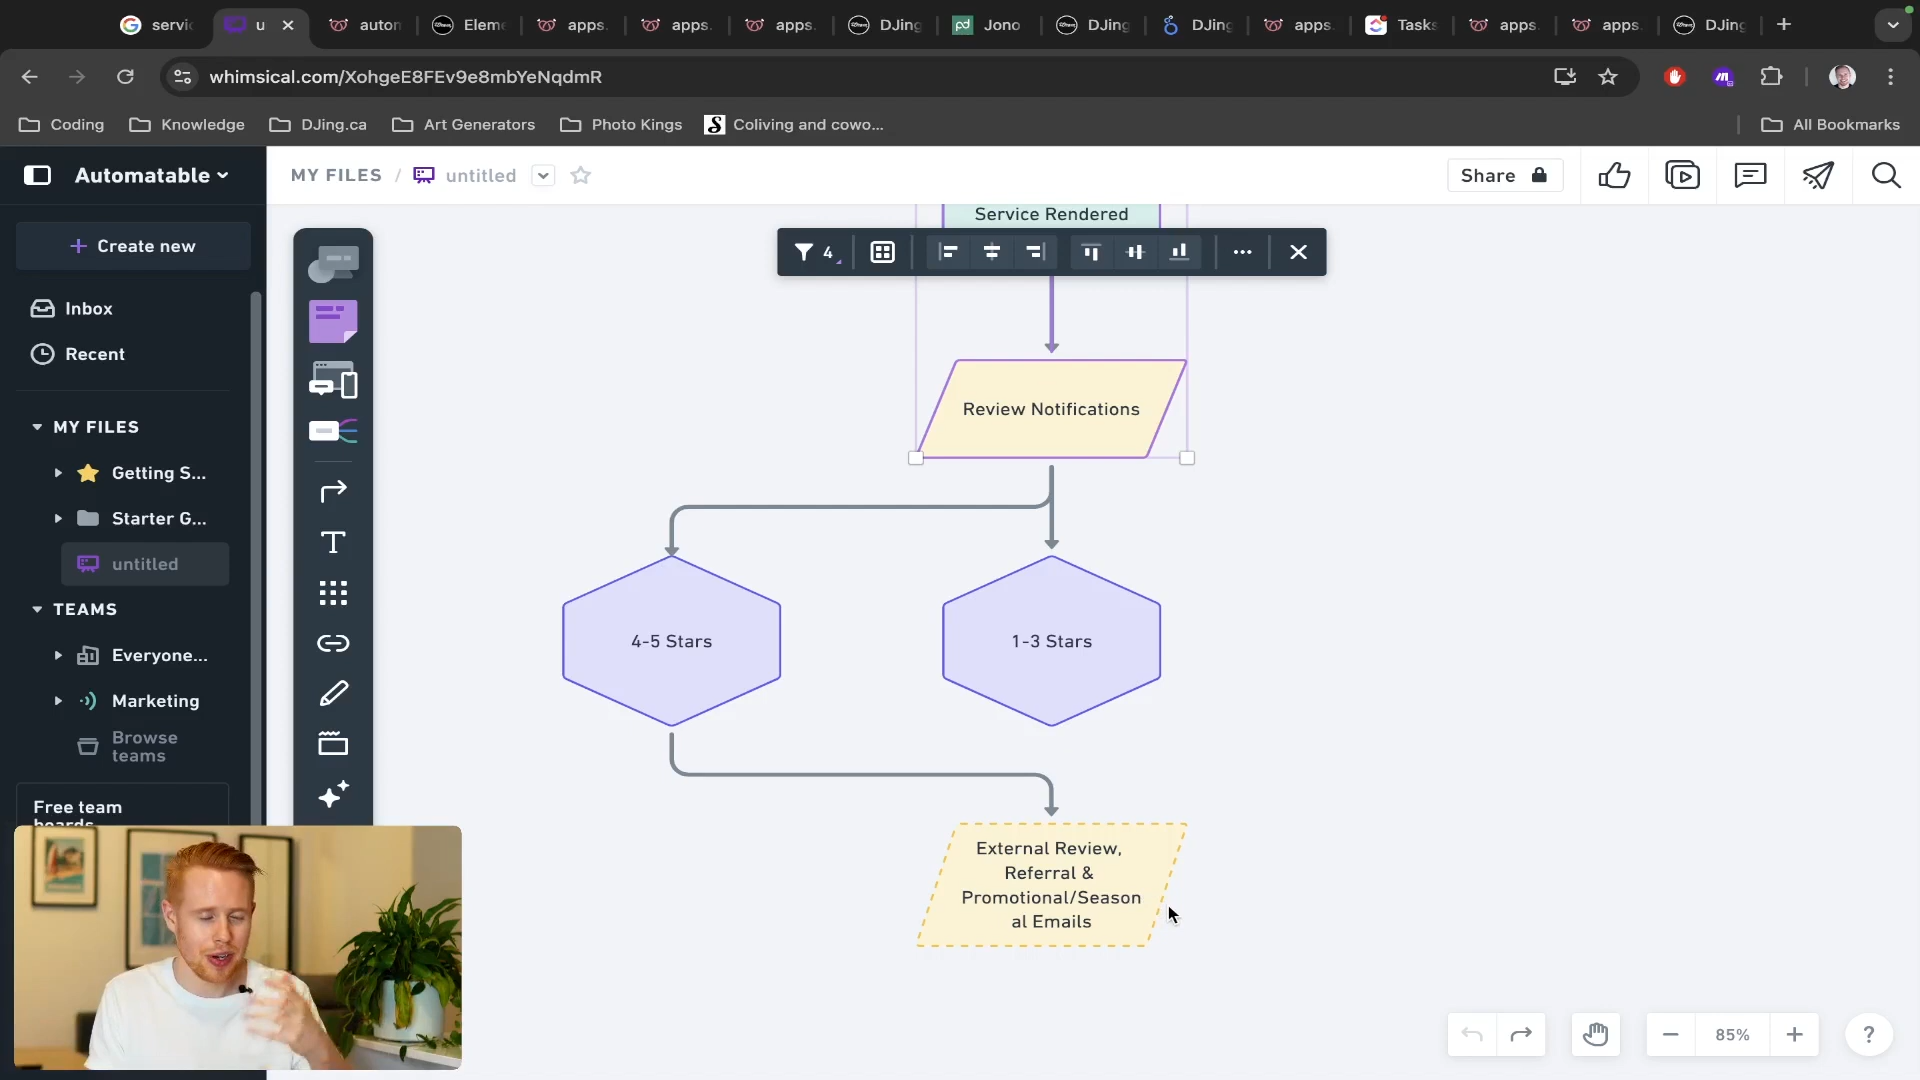 servic
u
auton
Eleme
apps.
apps.
apps.
DJing
Jono
DJing
DJing
apps.
Tasks
apps.
apps.
DJing
whimsical.com/XohgeE8FEv9e8mbYeNqdmR
Coding
Knowledge
DJing.ca
Art Generators
Photo Kings
Coliving and cowo...
All Bookmarks
Automatable
MY FILES / untitled
Share
Create new
Inbox
Recent
MY FILES
Getting S...
Starter G...
untitled
TEAMS
Everyone...
Marketing
Browse
teams
Free team
boards
Service Rendered
4
Review Notifications
4-5 Stars
1-3 Stars
External Review,
Referral &
Promotional/Season
al Emails
85%
?